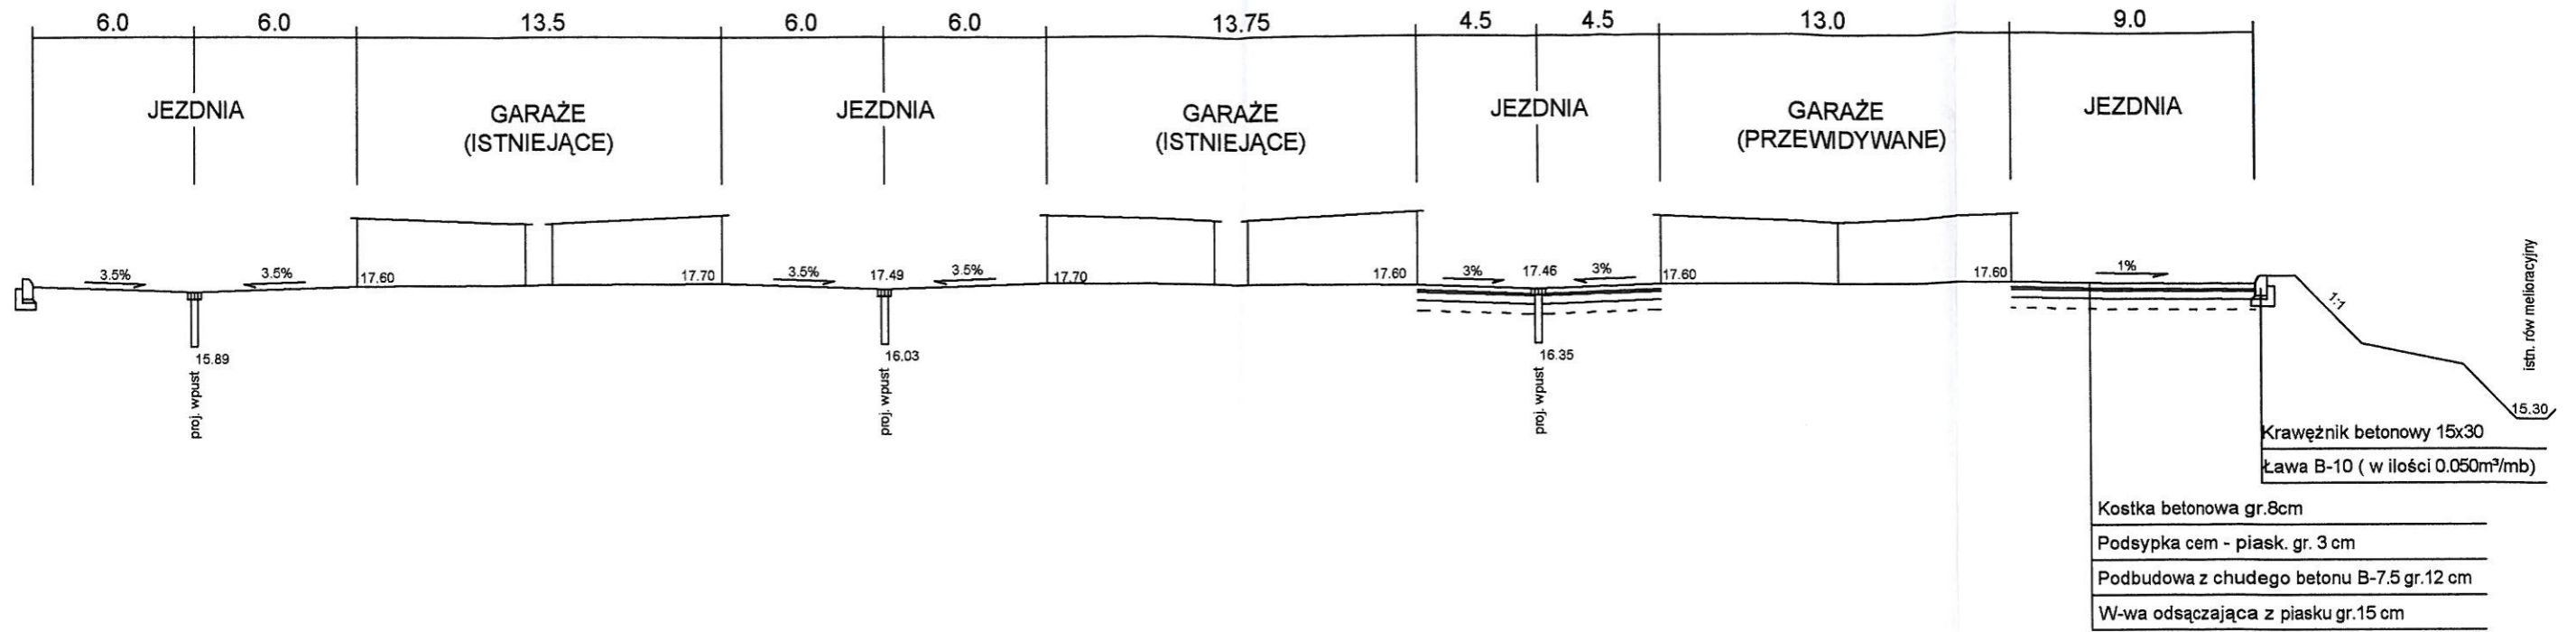 6.0 6.0 13.5 6.0 6.0 13.75 4.5 4.5 13.0 9.0
JEZDNIA
GARAŻE
(ISTNIEJĄCE)
JEZDNIA
GARAŻE
(ISTNIEJĄCE)
JEZDNIA
GARAŻE
(PRZEWIDYWANE)
JEZDNIA
3.5% 3.5% 17.60 17.70 3.5% 17.49 3.5% 17.70 17.60 3% 17.46 3% 17.60 17.60 1%
1:1
istn. rów melioracyjny
15.89
proj. wpust
16.03
proj. wpust
16.35
proj. wpust
15.30
Krawężnik betonowy 15x30
Ława B-10 ( w ilości 0.050m³/mb)
Kostka betonowa gr.8cm
Podsypka cem - piask. gr. 3 cm
Podbudowa z chudego betonu B-7.5 gr.12 cm
W-wa odsączająca z piasku gr.15 cm